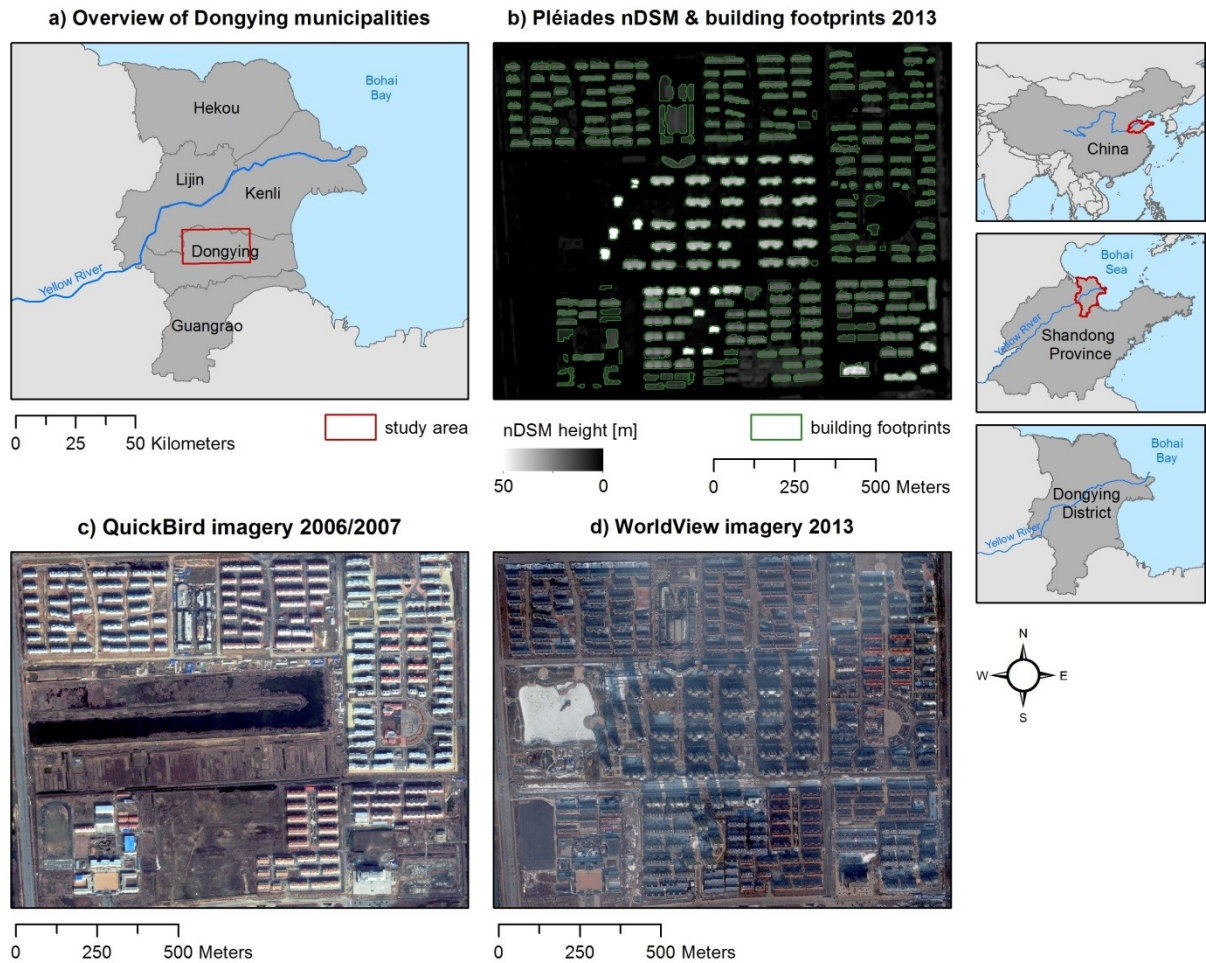 a) Overview of Dongying municipalities
Bohai
Bay
Hekou
Lijin
Kenli
Dongying
Yellow River
Guangrao
0 25 50 Kilometers
study area
b) Pléiades nDSM & building footprints 2013
nDSM height [m]
50 0
building footprints
0 250 500 Meters
China
Bohai
Sea
Yellow River
Shandong
Province
Bohai
Bay
Dongying
District
Yellow River
c) QuickBird imagery 2006/2007
0 250 500 Meters
d) WorldView imagery 2013
0 250 500 Meters
N
W E
S